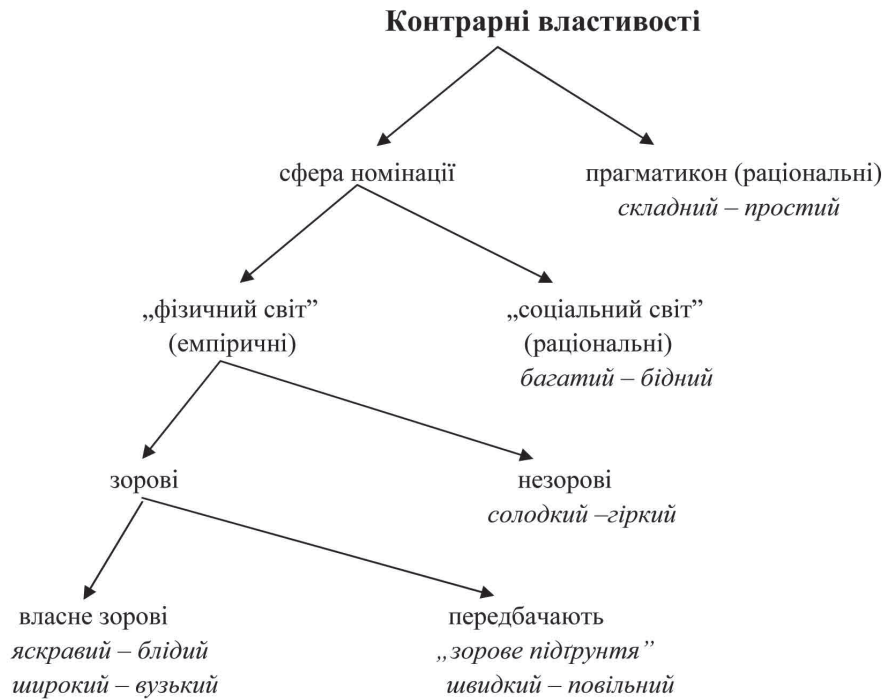 Контрарні властивості
сфера номінації
прагматикон (раціональні)
складний – простий
„фізичний світ”
(емпіричні)
„соціальний світ”
(раціональні)
багатий – бідний
зорові
незорові
солодкий –гіркий
власне зорові
яскравий – блідий
широкий – вузький
передбачають
„зорове підґрунтя”
швидкий – повільний